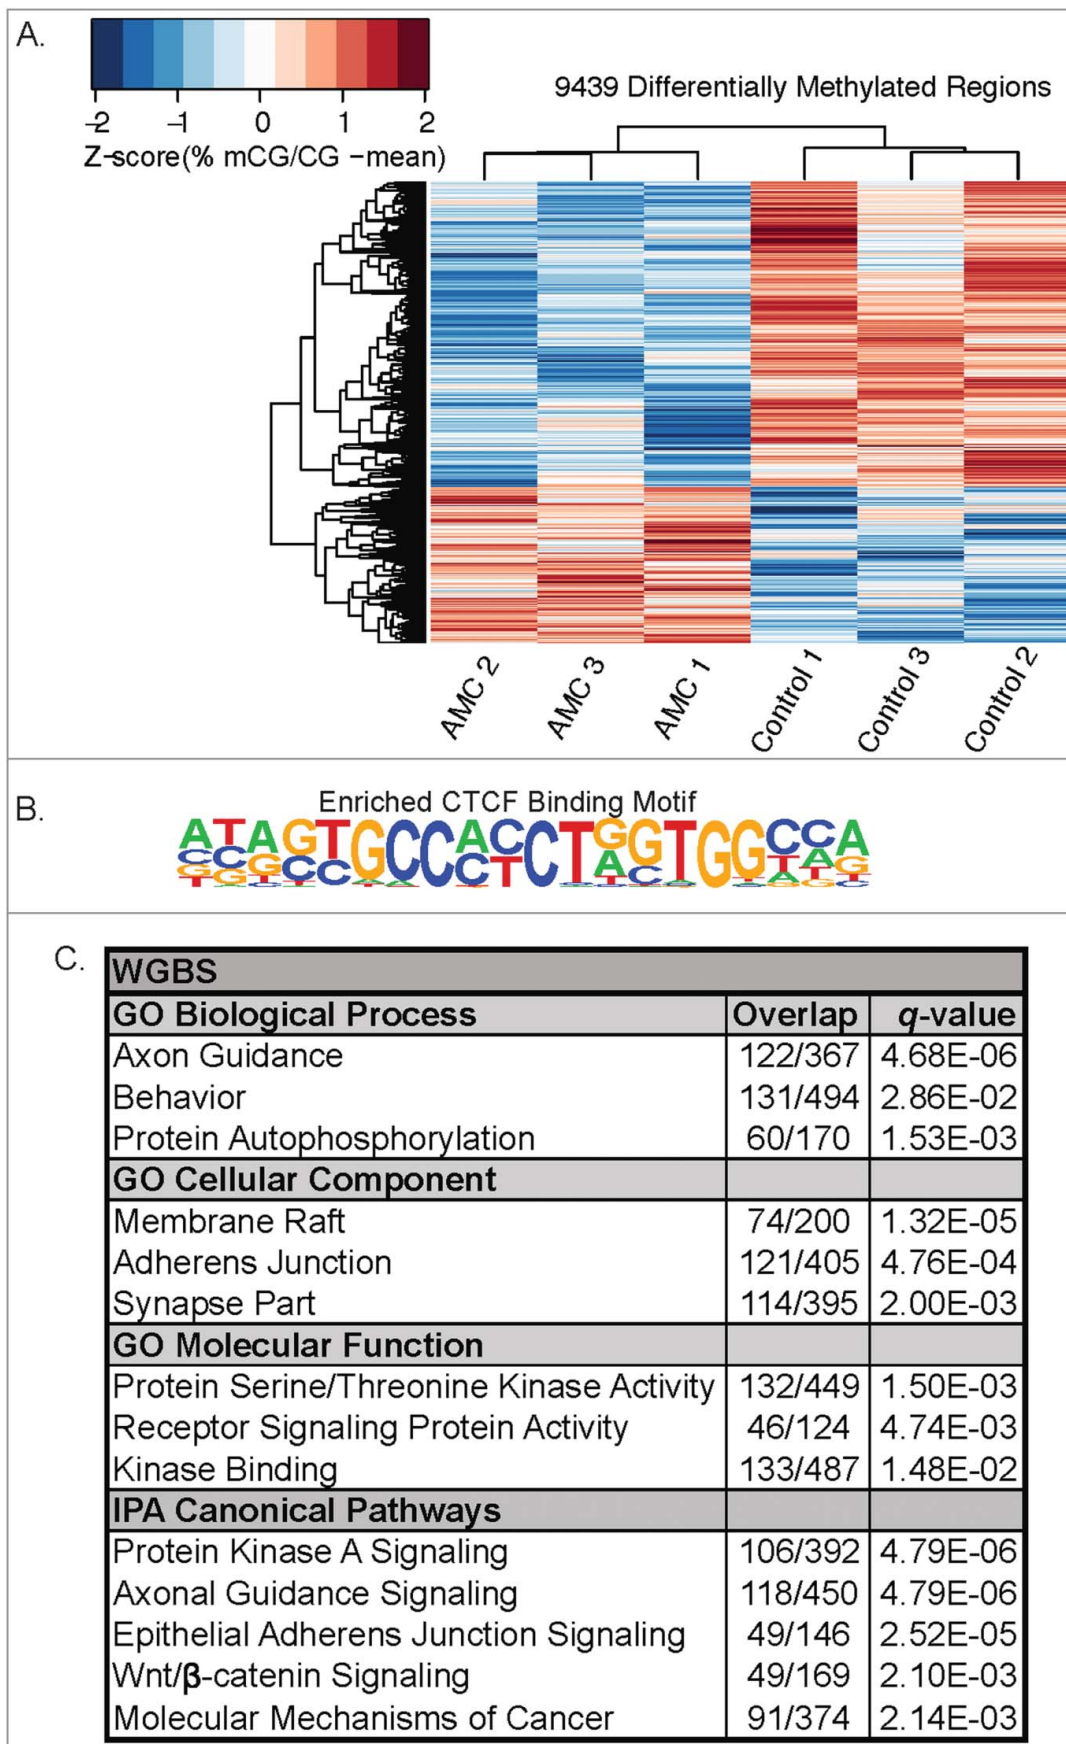 A.
–2 –1 0 1 2
Z–score(% mCG/CG –mean)
9439 Differentially Methylated Regions
AMC 2 AMC 3 AMC 1 Control 1 Control 3 Control 2
B.
Enriched CTCF Binding Motif
ATAGTGCCACCTGGTGGCCA
C.
WGBS
GO Biological Process Overlap q-value
Axon Guidance 122/367 4.68E-06
Behavior 131/494 2.86E-02
Protein Autophosphorylation 60/170 1.53E-03
GO Cellular Component
Membrane Raft 74/200 1.32E-05
Adherens Junction 121/405 4.76E-04
Synapse Part 114/395 2.00E-03
GO Molecular Function
Protein Serine/Threonine Kinase Activity 132/449 1.50E-03
Receptor Signaling Protein Activity 46/124 4.74E-03
Kinase Binding 133/487 1.48E-02
IPA Canonical Pathways
Protein Kinase A Signaling 106/392 4.79E-06
Axonal Guidance Signaling 118/450 4.79E-06
Epithelial Adherens Junction Signaling 49/146 2.52E-05
Wnt/β-catenin Signaling 49/169 2.10E-03
Molecular Mechanisms of Cancer 91/374 2.14E-03